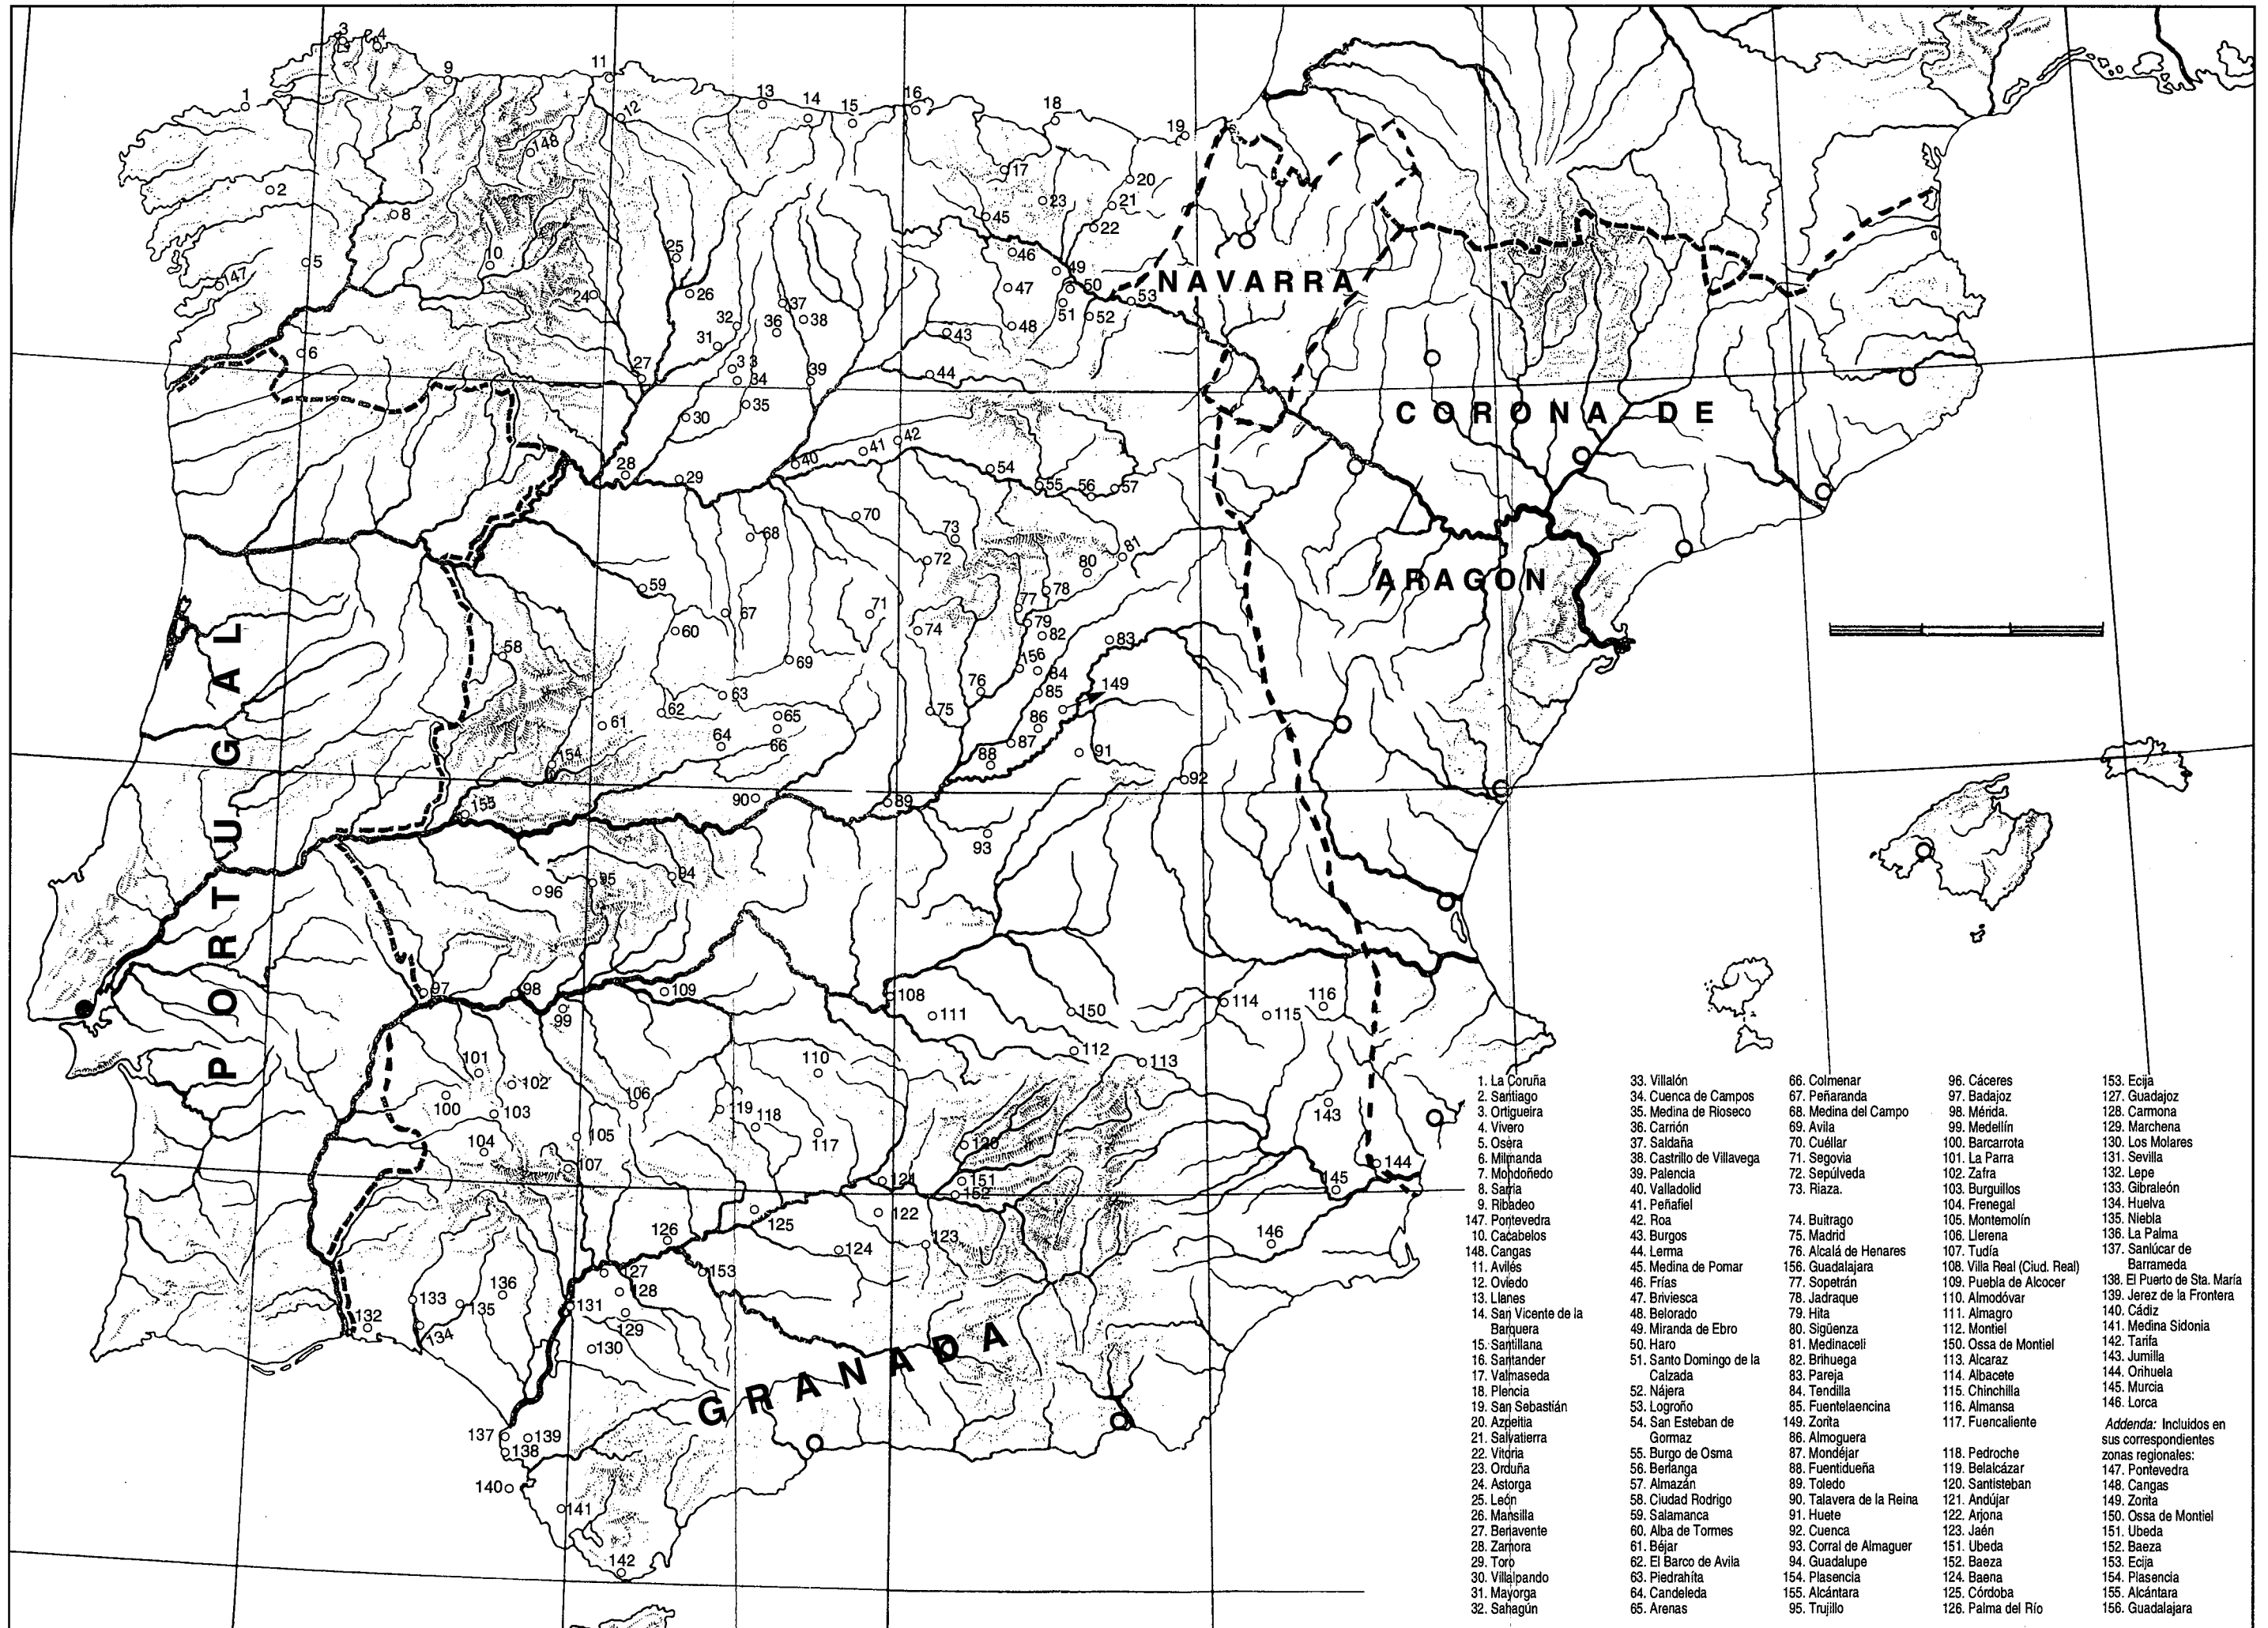 NAVARRA
CORONA DE
ARAGON
PORTUGAL
GRANADA
1. La Coruña
2. Santiago
3. Ortigueira
4. Vivero
5. Osera
6. Milmanda
7. Mondoñedo
8. Sarria
9. Ribadeo
147. Pontevedra
10. Cacabelos
148. Cangas
11. Avilés
12. Oviedo
13. Llanes
14. San Vicente de la
Barquera
15. Santillana
16. Santander
17. Valmaseda
18. Plencia
19. San Sebastián
20. Azpeitia
21. Salvatierra
22. Vitoria
23. Orduña
24. Astorga
25. León
26. Mansilla
27. Benavente
28. Zamora
29. Toro
30. Villalpando
31. Mayorga
32. Sahagún
33. Villalón
34. Cuenca de Campos
35. Medina de Rioseco
36. Carrión
37. Saldaña
38. Castrillo de Villavega
39. Palencia
40. Valladolid
41. Peñafiel
42. Roa
43. Burgos
44. Lerma
45. Medina de Pomar
46. Frías
47. Briviesca
48. Belorado
49. Miranda de Ebro
50. Haro
51. Santo Domingo de la
Calzada
52. Nájera
53. Logroño
54. San Esteban de
Gormaz
55. Burgo de Osma
56. Berlanga
57. Almazán
58. Ciudad Rodrigo
59. Salamanca
60. Alba de Tormes
61. Béjar
62. El Barco de Avila
63. Piedrahíta
64. Candeleda
65. Arenas
66. Colmenar
67. Peñaranda
68. Medina del Campo
69. Avila
70. Cuéllar
71. Segovia
72. Sepúlveda
73. Riaza.
74. Buitrago
75. Madrid
76. Alcalá de Henares
156. Guadalajara
77. Sopetrán
78. Jadraque
79. Hita
80. Sigüenza
81. Medinaceli
82. Brihuega
83. Pareja
84. Tendilla
85. Fuentelaencina
149. Zorita
86. Almoguera
87. Mondéjar
88. Fuentidueña
89. Toledo
90. Talavera de la Reina
91. Huete
92. Cuenca
93. Corral de Almaguer
94. Guadalupe
154. Plasencia
155. Alcántara
95. Trujillo
96. Cáceres
97. Badajoz
98. Mérida.
99. Medellín
100. Barcarrota
101. La Parra
102. Zafra
103. Burguillos
104. Frenegal
105. Montemolín
106. Llerena
107. Tudía
108. Villa Real (Ciud. Real)
109. Puebla de Alcocer
110. Almodóvar
111. Almagro
112. Montiel
150. Ossa de Montiel
113. Alcaraz
114. Albacete
115. Chinchilla
116. Almansa
117. Fuencaliente
118. Pedroche
119. Belalcázar
120. Santisteban
121. Andújar
122. Arjona
123. Jaén
151. Ubeda
152. Baeza
124. Baena
125. Córdoba
126. Palma del Río
153. Ecija
127. Guadajoz
128. Carmona
129. Marchena
130. Los Molares
131. Sevilla
132. Lepe
133. Gibraleón
134. Huelva
135. Niebla
136. La Palma
137. Sanlúcar de
Barrameda
138. El Puerto de Sta. María
139. Jerez de la Frontera
140. Cádiz
141. Medina Sidonia
142. Tarifa
143. Jumilla
144. Orihuela
145. Murcia
146. Lorca
Addenda: Incluidos en
sus correspondientes
zonas regionales:
147. Pontevedra
148. Cangas
149. Zorita
150. Ossa de Montiel
151. Ubeda
152. Baeza
153. Ecija
154. Plasencia
155. Alcántara
156. Guadalajara